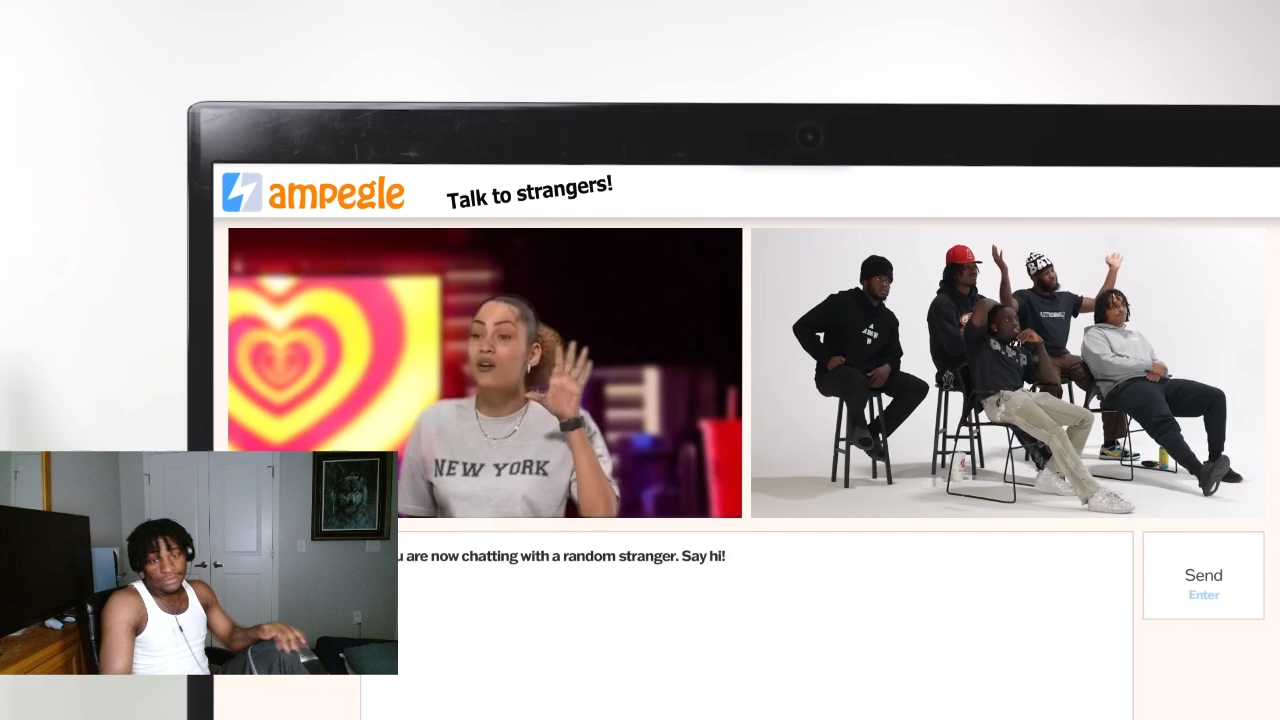 ampegle
Talk to strangers!
NEW YORK
u are now chatting with a random stranger. Say hi!
Send
Enter